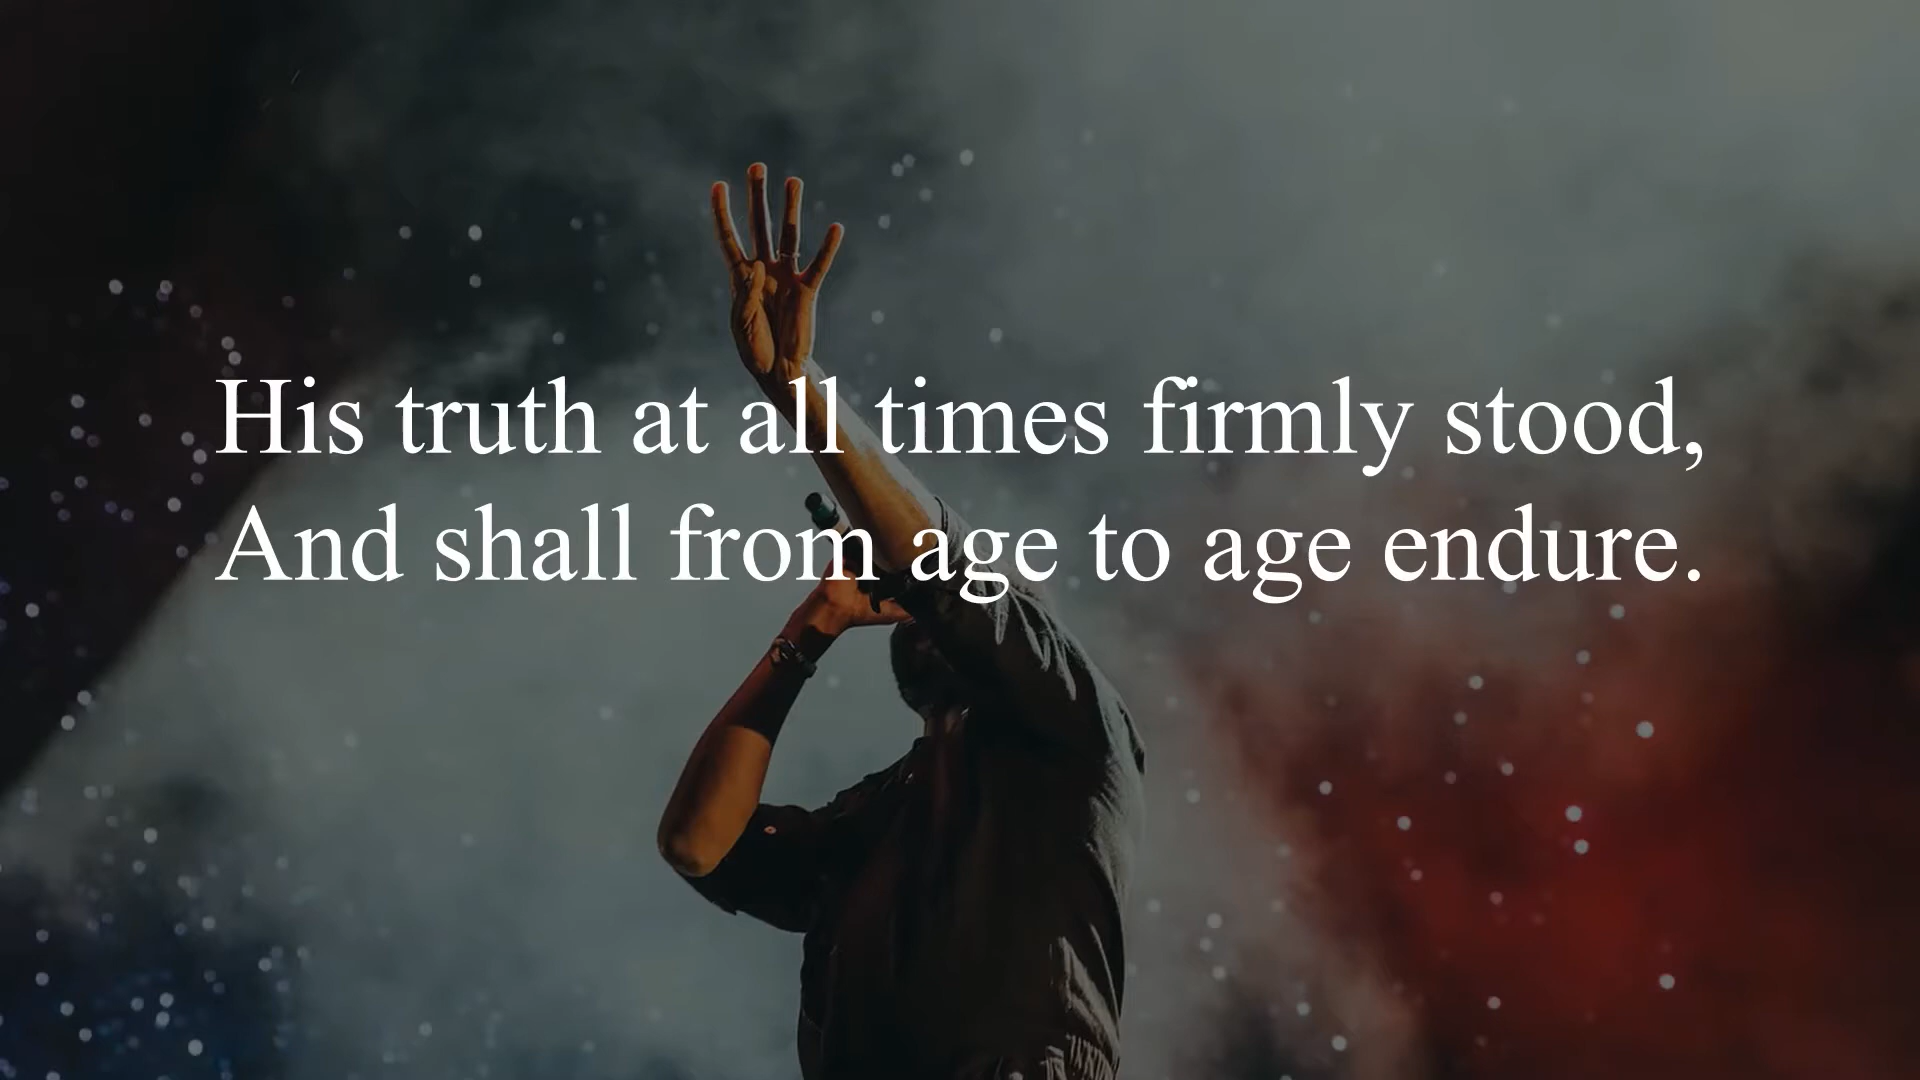 His truth at all times firmly stood,
And shall from age to age endure.